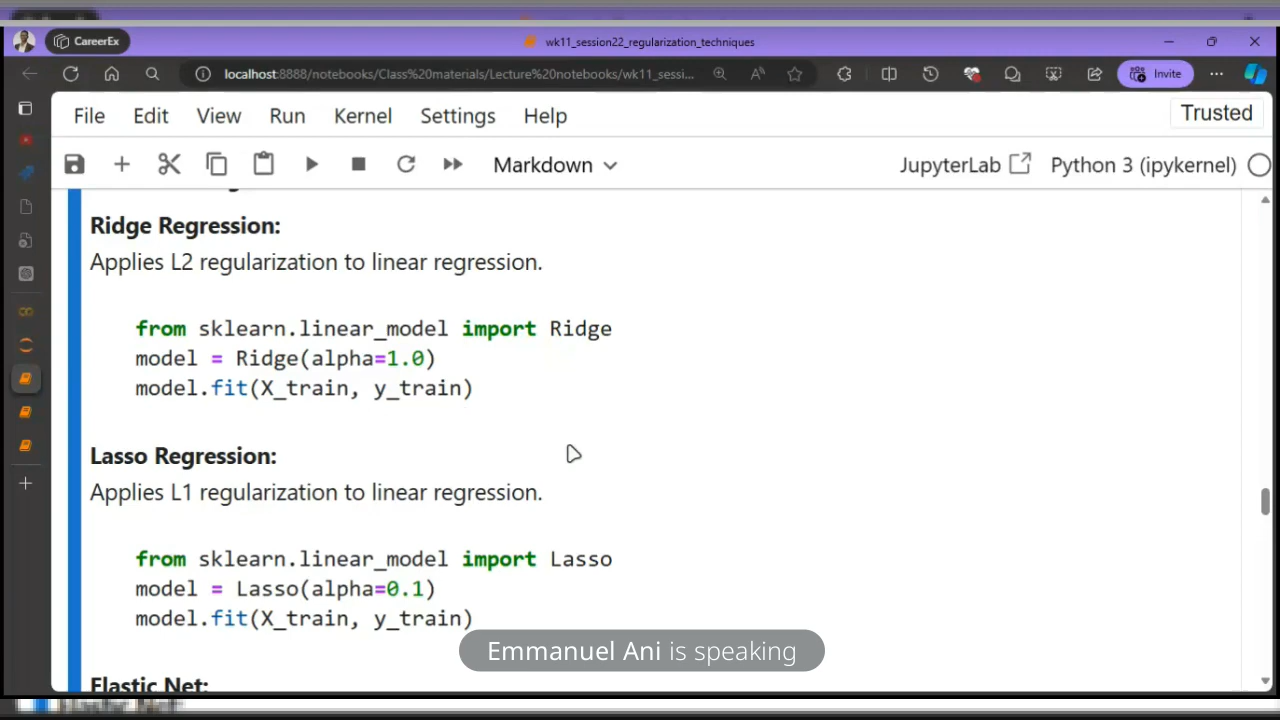 CareerEx
wk11_session22_regularization_techniques
localhost:8888/notebooks/Class%20materials/Lecture%20notebooks/wk11_sessi...
Invite
File Edit View Run Kernel Settings Help
Trusted
Markdown
JupyterLab
Python 3 (ipykernel)
Ridge Regression:
Applies L2 regularization to linear regression.
from sklearn.linear_model import Ridge
model = Ridge(alpha=1.0)
model.fit(X_train, y_train)
Lasso Regression:
Applies L1 regularization to linear regression.
from sklearn.linear_model import Lasso
model = Lasso(alpha=0.1)
model.fit(X_train, y_train)
Emmanuel Ani is speaking
Elastic Net: